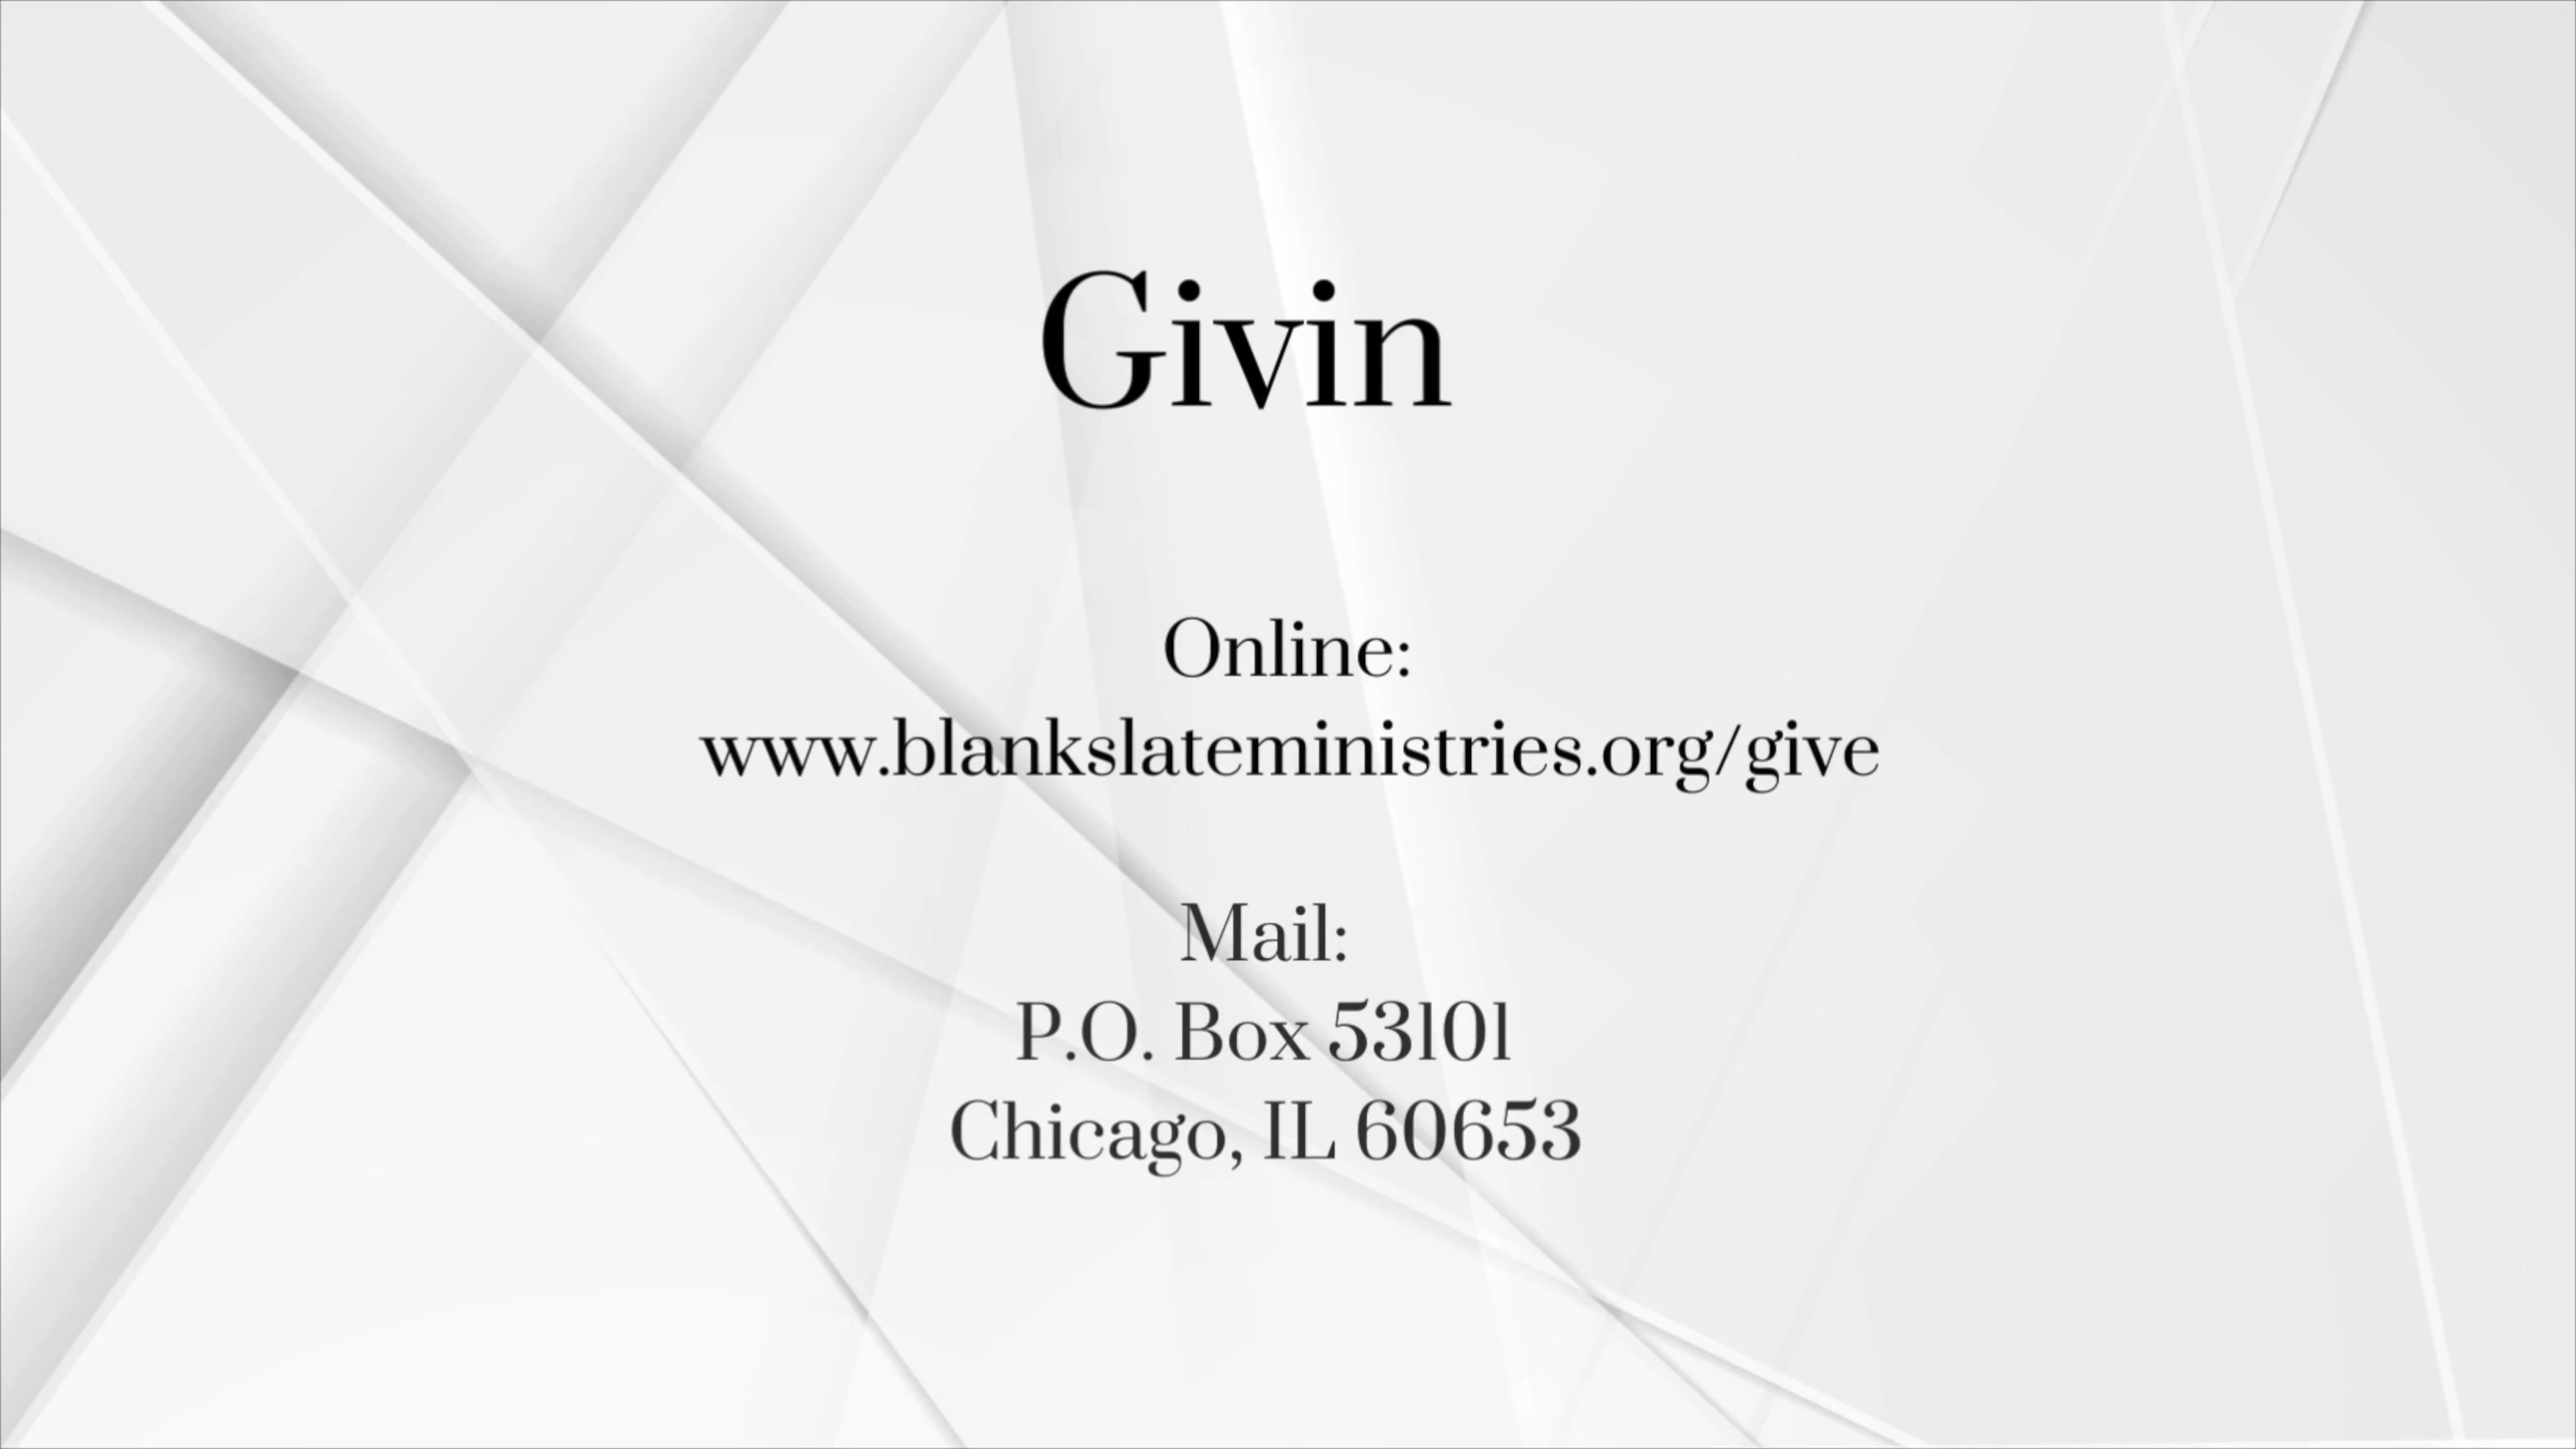 Givin
Online:
www.blankslateministries.org/give
Mail:
P.O. Box 53101
Chicago, IL 60653